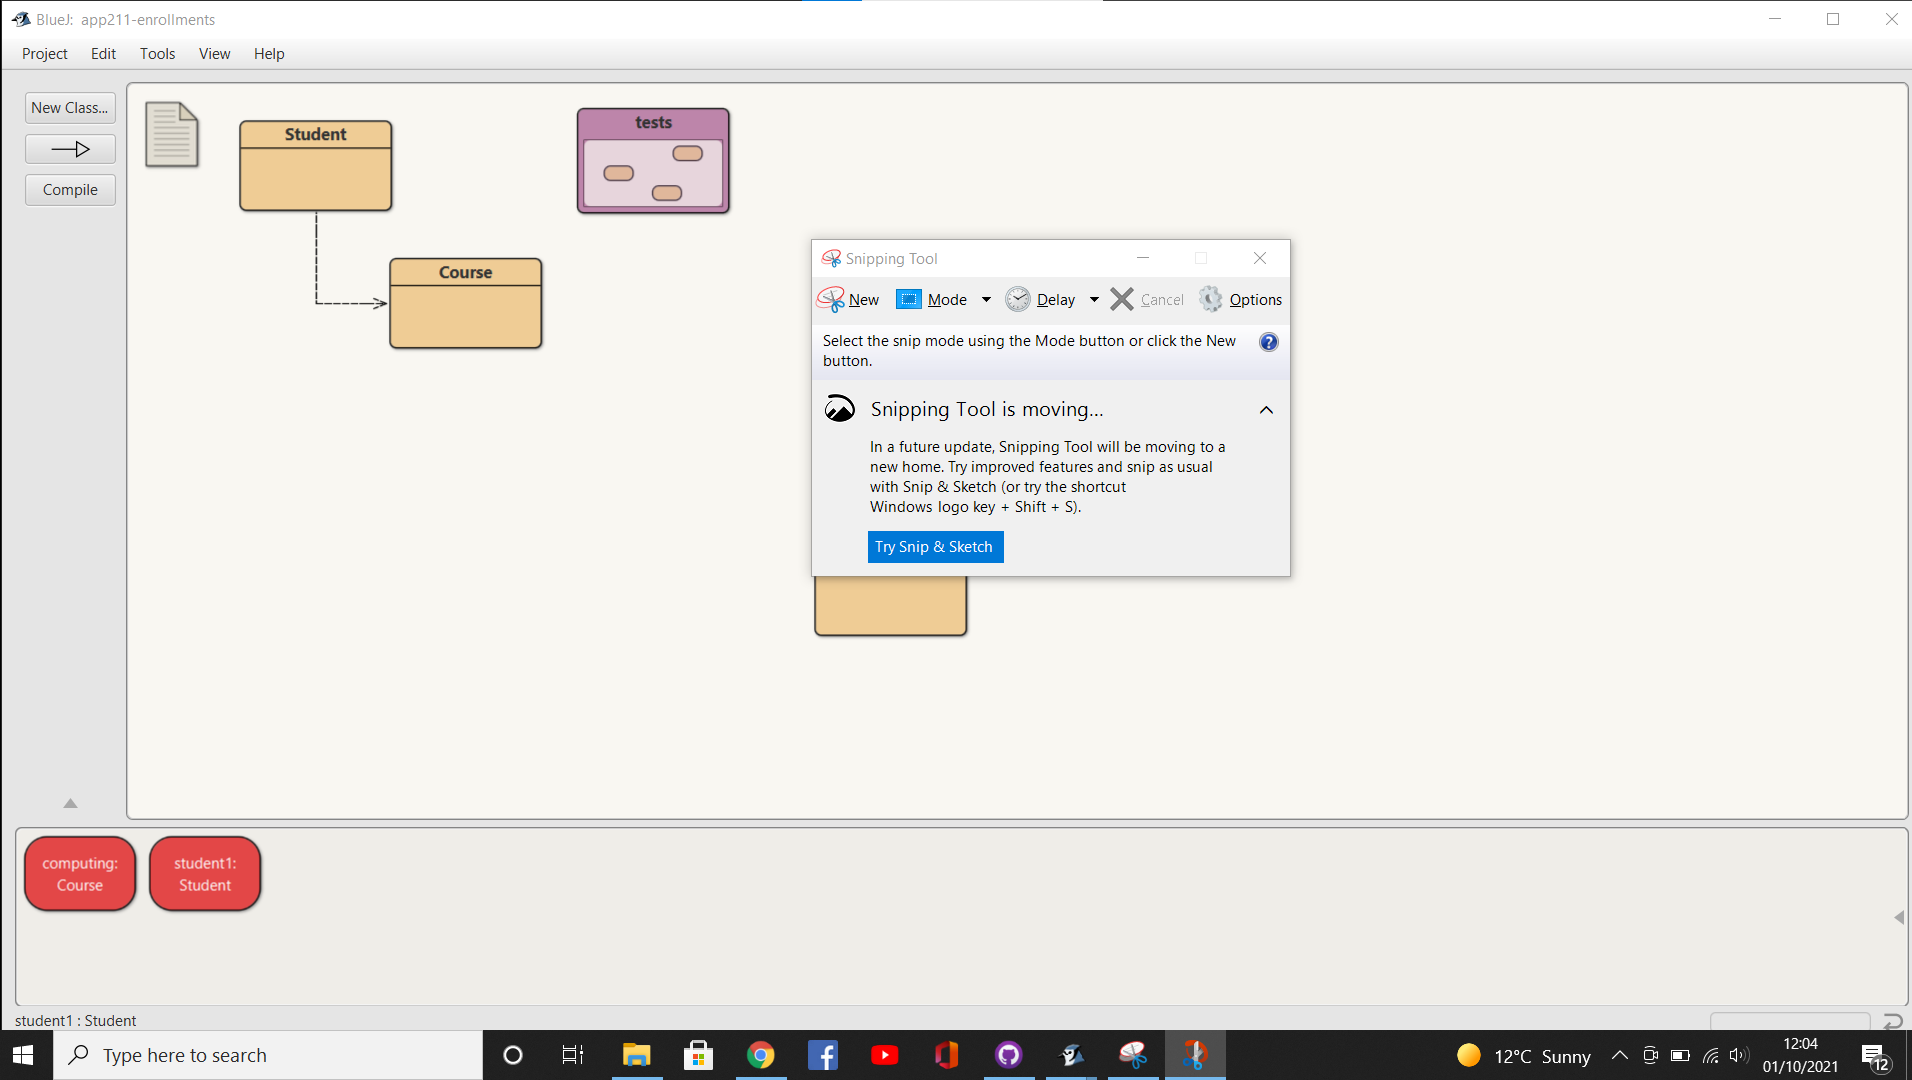 BlueJ: app211-enrollments
Project Edit Tools View Help
New Class...
Compile
Student
tests
Course
Snipping Tool
New Mode Delay Cancel Options
Select the snip mode using the Mode button or click the New
button.
Snipping Tool is moving...
In a future update, Snipping Tool will be moving to a
new home. Try improved features and snip as usual
with Snip & Sketch (or try the shortcut
Windows logo key + Shift + S).
Try Snip & Sketch
computing:
Course
student1:
Student
student1 : Student
Type here to search
12°C Sunny
12:04
01/10/2021
12